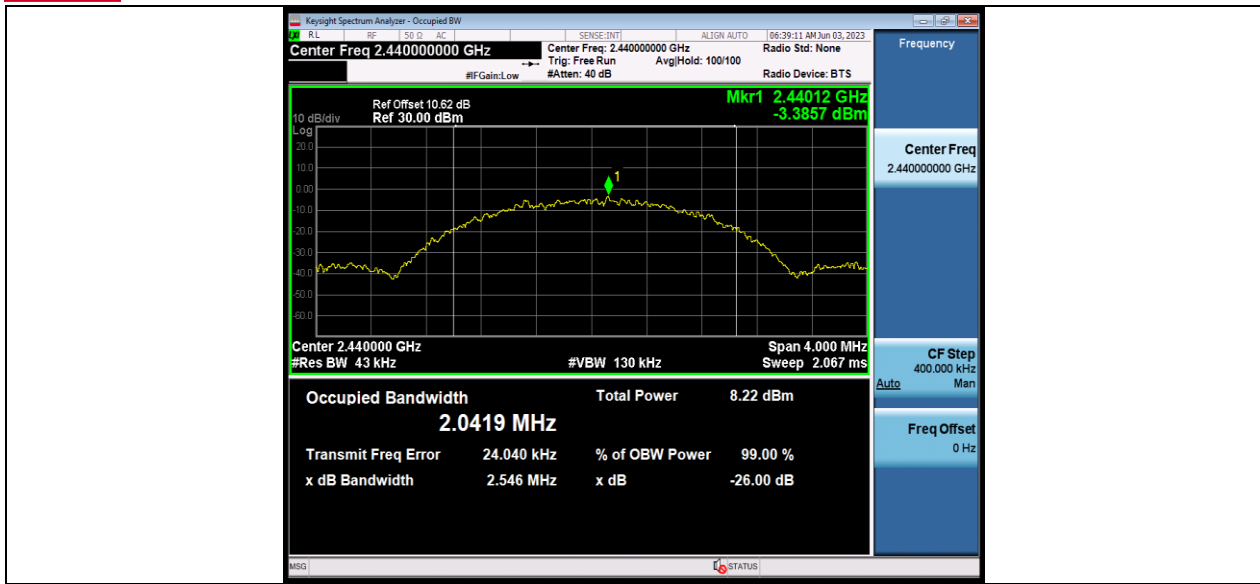 Keysight Spectrum Analyzer - Occupied BW
RL RF 50 Ω AC SENSE:INT ALIGN AUTO 06:39:11 AM Jun 03, 2023
Center Freq 2.440000000 GHz
Center Freq: 2.440000000 GHz Radio Std: None
Trig: Free Run Avg|Hold: 100/100
#IFGain:Low #Atten: 40 dB Radio Device: BTS
Frequency
Mkr1 2.44012 GHz
-3.3857 dBm
Ref Offset 10.62 dB
10 dB/div Ref 30.00 dBm
Log
20.0
10.0
0.00
-10.0
-20.0
-30.0
-40.0
-50.0
-60.0
1
Center Freq
2.440000000 GHz
Center 2.440000 GHz Span 4.000 MHz
#Res BW 43 kHz #VBW 130 kHz Sweep 2.067 ms
CF Step
400.000 kHz
Auto Man
Occupied Bandwidth Total Power 8.22 dBm
2.0419 MHz
Transmit Freq Error 24.040 kHz % of OBW Power 99.00 %
x dB Bandwidth 2.546 MHz x dB -26.00 dB
Freq Offset
0 Hz
MSG STATUS